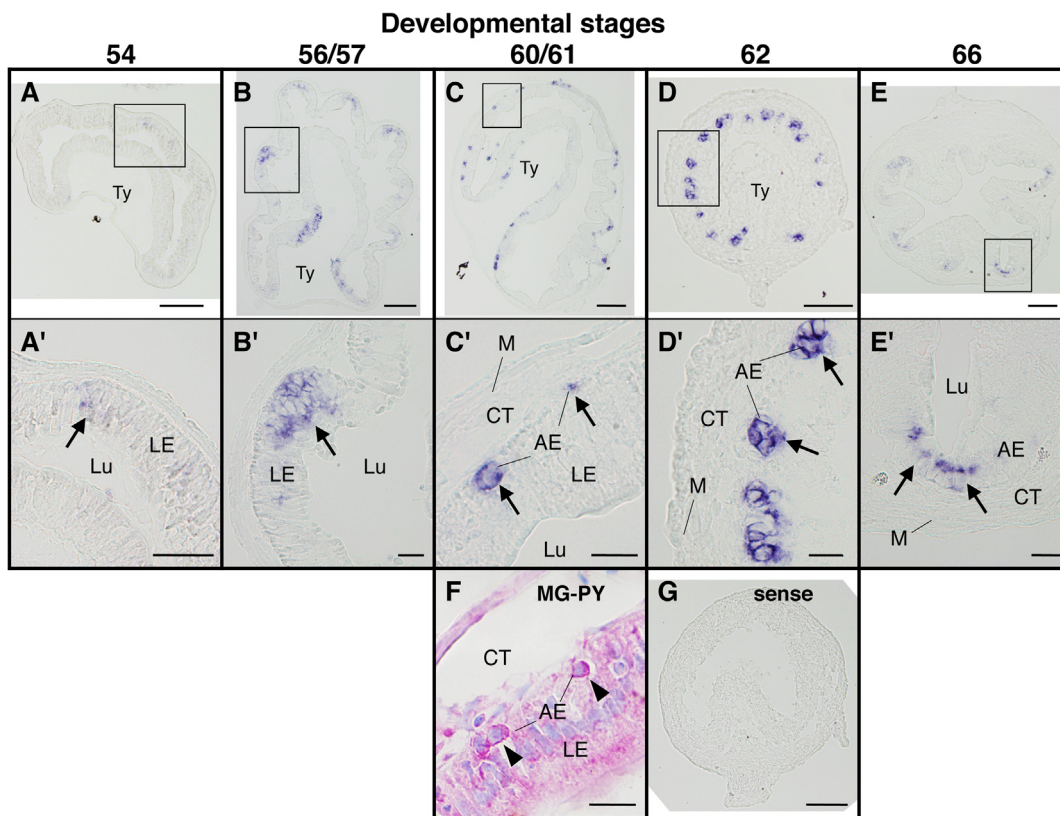 Developmental stages
54 56/57 60/61 62 66
A B C D E
Ty Ty Ty Ty
Ty
A' B' C' D' E'
M AE Lu
CT CT
LE AE AE
Lu LE Lu LE M CT
Lu M
F MG-PY G sense
CT
AE
LE